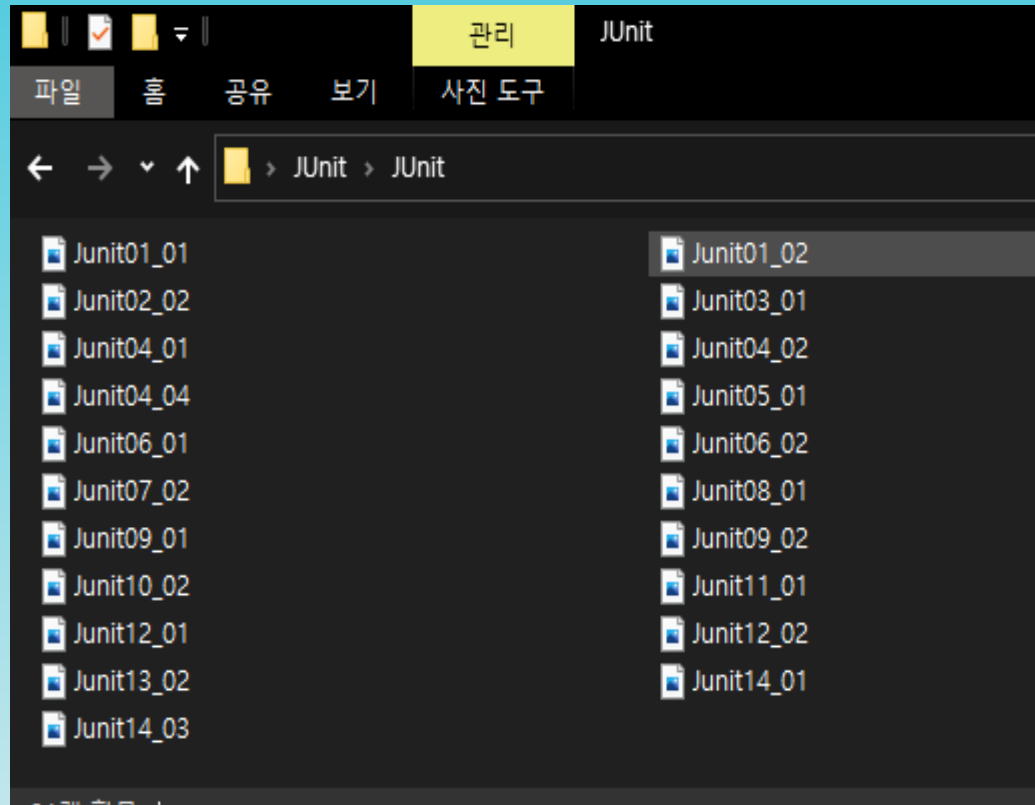 관리 JUnit
파일 홈 공유 보기 사진 도구
JUnit > JUnit
Junit01_01 Junit01_02
Junit02_02 Junit03_01
Junit04_01 Junit04_02
Junit04_04 Junit05_01
Junit06_01 Junit06_02
Junit07_02 Junit08_01
Junit09_01 Junit09_02
Junit10_02 Junit11_01
Junit12_01 Junit12_02
Junit13_02 Junit14_01
Junit14_03